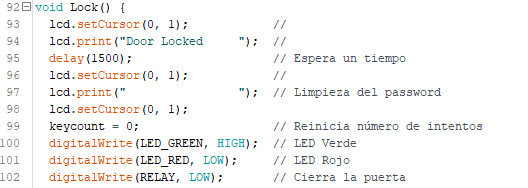 92 void Lock() {
93 lcd.setCursor(0, 1); //
94 lcd.print("Door Locked     "); //
95 delay(1500); // Espera un tiempo
96 lcd.setCursor(0, 1); //
97 lcd.print("                "); // Limpieza del password
98 lcd.setCursor(0, 1);
99 keycount = 0; // Reinicia número de intentos
100 digitalWrite(LED_GREEN, HIGH); // LED Verde
101 digitalWrite(LED_RED, LOW); // LED Rojo
102 digitalWrite(RELAY, LOW); // Cierra la puerta